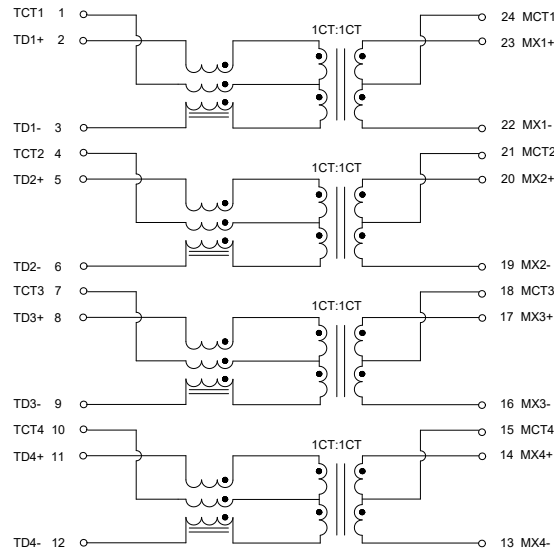 TCT1 1
1CT:1CT
24 MCT1
TD1+ 2
23 MX1+
TD1- 3
22 MX1-
TCT2 4
1CT:1CT
21 MCT2
TD2+ 5
20 MX2+
TD2- 6
19 MX2-
TCT3 7
1CT:1CT
18 MCT3
TD3+ 8
17 MX3+
TD3- 9
16 MX3-
TCT4 10
1CT:1CT
15 MCT4
TD4+ 11
14 MX4+
TD4- 12
13 MX4-